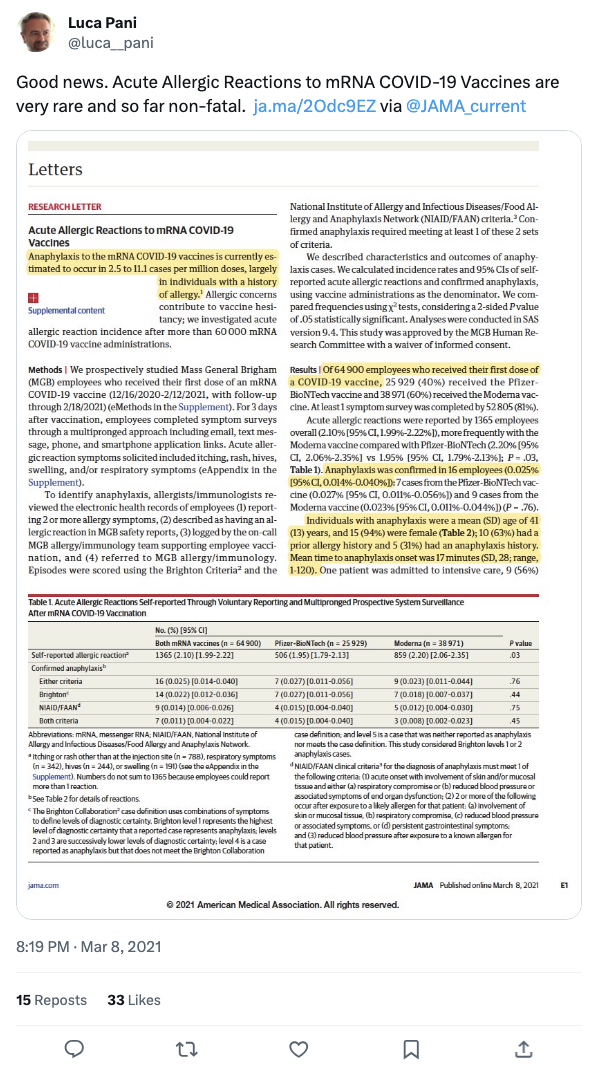 Luca Pani
@luca__pani
Good news. Acute Allergic Reactions to mRNA COVID-19 Vaccines are
very rare and so far non-fatal.  ja.ma/2Odc9EZ via @JAMA_current
Letters
RESEARCH LETTER
Acute Allergic Reactions to mRNA COVID-19
Vaccines
Anaphylaxis to the mRNA COVID-19 vaccines is currently es-
timated to occur in 2.5 to 11.1 cases per million doses, largely
in individuals with a history
of allergy.1 Allergic concerns
Supplemental content
contribute to vaccine hesi-
tancy; we investigated acute
allergic reaction incidence after more than 60 000 mRNA
COVID-19 vaccine administrations.
Methods | We prospectively studied Mass General Brigham
(MGB) employees who received their first dose of an mRNA
COVID-19 vaccine (12/16/2020-2/12/2021, with follow-up
through 2/18/2021) (eMethods in the Supplement). For 3 days
after vaccination, employees completed symptom surveys
through a multipronged approach including email, text mes-
sage, phone, and smartphone application links. Acute aller-
gic reaction symptoms solicited included itching, rash, hives,
swelling, and/or respiratory symptoms (eAppendix in the
Supplement).
To identify anaphylaxis, allergists/immunologists re-
viewed the electronic health records of employees (1) report-
ing 2 or more allergy symptoms, (2) described as having an al-
lergic reaction in MGB safety reports, (3) logged by the on-call
MGB allergy/immunology team supporting employee vacci-
nation, and (4) referred to MGB allergy/immunology.
Episodes were scored using the Brighton Criteria2 and the
National Institute of Allergy and Infectious Diseases/Food Al-
lergy and Anaphylaxis Network (NIAID/FAAN) criteria.3 Con-
firmed anaphylaxis required meeting at least 1 of these 2 sets
of criteria.
We described characteristics and outcomes of anaphy-
laxis cases. We calculated incidence rates and 95% CIs of self-
reported acute allergic reactions and confirmed anaphylaxis,
using vaccine administrations as the denominator. We com-
pared frequencies using χ2 tests, considering a 2-sided P value
of .05 statistically significant. Analyses were conducted in SAS
version 9.4. This study was approved by the MGB Human Re-
search Committee with a waiver of informed consent.
Results | Of 64 900 employees who received their first dose of
a COVID-19 vaccine, 25 929 (40%) received the Pfizer-
BioNTech vaccine and 38 971 (60%) received the Moderna vac-
cine. At least 1 symptom survey was completed by 52 805 (81%).
Acute allergic reactions were reported by 1365 employees
overall (2.10% [95% CI, 1.99%-2.22%]), more frequently with the
Moderna vaccine compared with Pfizer-BioNTech (2.20% [95%
CI, 2.06%-2.35%] vs 1.95% [95% CI, 1.79%-2.13%]; P = .03,
Table 1). Anaphylaxis was confirmed in 16 employees (0.025%
[95% CI, 0.014%-0.040%]): 7 cases from the Pfizer-BioNTech vac-
cine (0.027% [95% CI, 0.011%-0.056%]) and 9 cases from the
Moderna vaccine (0.023% [95% CI, 0.011%-0.044%]) (P = .76).
Individuals with anaphylaxis were a mean (SD) age of 41
(13) years, and 15 (94%) were female (Table 2); 10 (63%) had a
prior allergy history and 5 (31%) had an anaphylaxis history.
Mean time to anaphylaxis onset was 17 minutes (SD, 28; range,
1-120). One patient was admitted to intensive care, 9 (56%)
Table 1. Acute Allergic Reactions Self-reported Through Voluntary Reporting and Multipronged Prospective System Surveillance
After mRNA COVID-19 Vaccination
No. (%) [95% CI]
Both mRNA vaccines (n = 64 900) Pfizer-BioNTech (n = 25 929) Moderna (n = 38 971) P value
Self-reported allergic reactiona 1365 (2.10) [1.99-2.22] 506 (1.95) [1.79-2.13] 859 (2.20) [2.06-2.35] .03
Confirmed anaphylaxisb
Either criteria 16 (0.025) [0.014-0.040] 7 (0.027) [0.011-0.056] 9 (0.023) [0.011-0.044] .76
Brightonc 14 (0.022) [0.012-0.036] 7 (0.027) [0.011-0.056] 7 (0.018) [0.007-0.037] .44
NIAID/FAANd 9 (0.014) [0.006-0.026] 4 (0.015) [0.004-0.040] 5 (0.012) [0.004-0.030] .75
Both criteria 7 (0.011) [0.004-0.022] 4 (0.015) [0.004-0.040] 3 (0.008) [0.002-0.023] .45
Abbreviations: mRNA, messenger RNA; NIAID/FAAN, National Institute of
Allergy and Infectious Diseases/Food Allergy and Anaphylaxis Network.
a Itching or rash other than at the injection site (n = 788), respiratory symptoms
(n = 342), hives (n = 244), or swelling (n = 191) (see the eAppendix in the
Supplement). Numbers do not sum to 1365 because employees could report
more than 1 reaction.
b See Table 2 for details of reactions.
c The Brighton Collaboration2 case definition uses combinations of symptoms
to define levels of diagnostic certainty. Brighton level 1 represents the highest
level of diagnostic certainty that a reported case represents anaphylaxis; levels
2 and 3 are successively lower levels of diagnostic certainty; level 4 is a case
reported as anaphylaxis but that does not meet the Brighton Collaboration
case definition; and level 5 is a case that was neither reported as anaphylaxis
nor meets the case definition. This study considered Brighton levels 1 or 2
anaphylaxis cases.
d NIAID/FAAN clinical criteria3 for the diagnosis of anaphylaxis must meet 1 of
the following criteria: (1) acute onset with involvement of skin and/or mucosal
tissue and either (a) respiratory compromise or (b) reduced blood pressure or
associated symptoms of end organ dysfunction; (2) 2 or more of the following
occur after exposure to a likely allergen for that patient: (a) involvement of
skin or mucosal tissue, (b) respiratory compromise, (c) reduced blood pressure
or associated symptoms, or (d) persistent gastrointestinal symptoms;
and (3) reduced blood pressure after exposure to a known allergen for
that patient.
jama.com
JAMA Published online March 8, 2021 E1
© 2021 American Medical Association. All rights reserved.
8:19 PM · Mar 8, 2021
15 Reposts 33 Likes